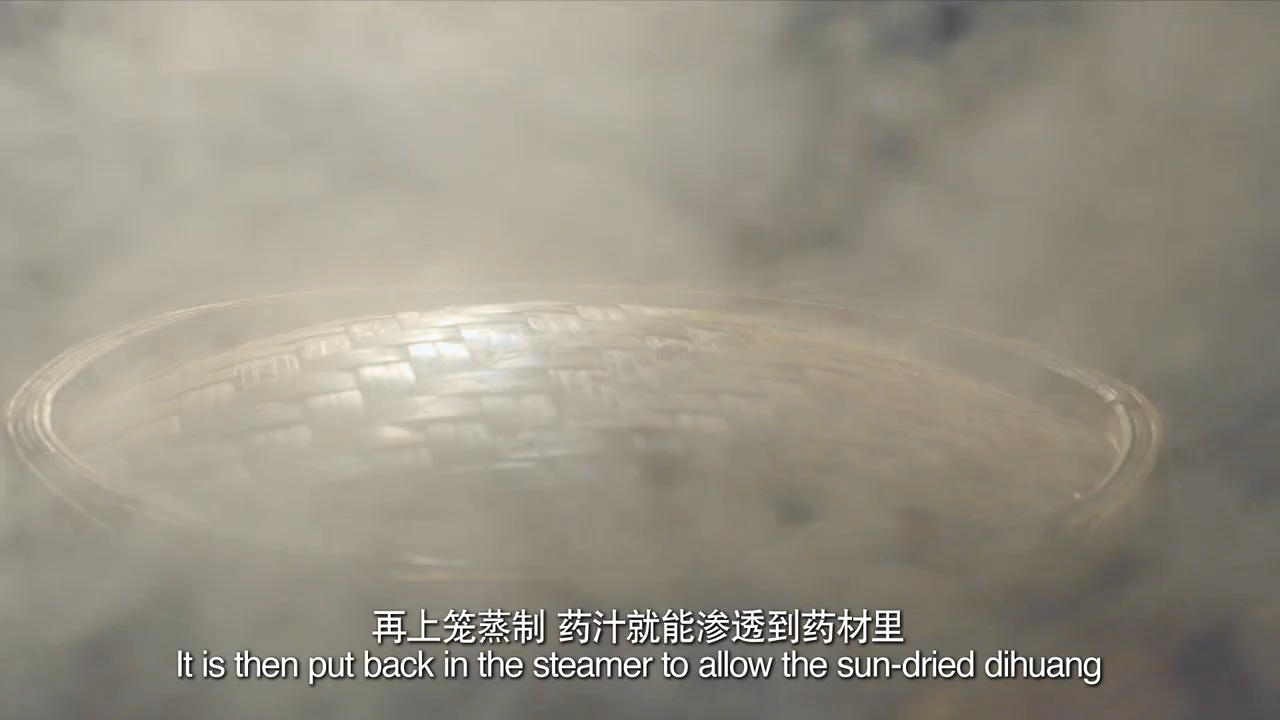 再上笼蒸制 药汁就能渗透到药材里
It is then put back in the steamer to allow the sun-dried dihuang